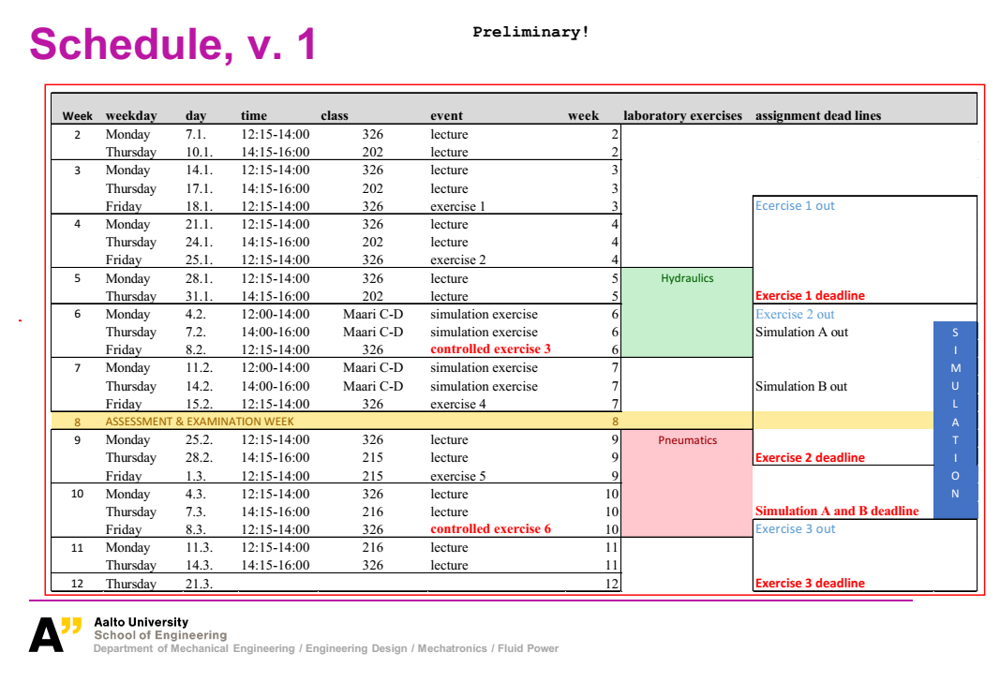 Schedule, v. 1
Preliminary!
Week weekday day time class event week laboratory exercises assignment dead lines
2 Monday 7.1. 12:15-14:00 326 lecture 2
Thursday 10.1. 14:15-16:00 202 lecture 2
3 Monday 14.1. 12:15-14:00 326 lecture 3
Thursday 17.1. 14:15-16:00 202 lecture 3
Friday 18.1. 12:15-14:00 326 exercise 1 3 Ecercise 1 out
4 Monday 21.1. 12:15-14:00 326 lecture 4
Thursday 24.1. 14:15-16:00 202 lecture 4
Friday 25.1. 12:15-14:00 326 exercise 2 4
5 Monday 28.1. 12:15-14:00 326 lecture 5 Hydraulics
Thursday 31.1. 14:15-16:00 202 lecture 5 Exercise 1 deadline
6 Monday 4.2. 12:00-14:00 Maari C-D simulation exercise 6 Exercise 2 out
Thursday 7.2. 14:00-16:00 Maari C-D simulation exercise 6 Simulation A out S
Friday 8.2. 12:15-14:00 326 controlled exercise 3 6 I
7 Monday 11.2. 12:00-14:00 Maari C-D simulation exercise 7 M
Thursday 14.2. 14:00-16:00 Maari C-D simulation exercise 7 Simulation B out U
Friday 15.2. 12:15-14:00 326 exercise 4 7 L
8 ASSESSMENT & EXAMINATION WEEK 8 A
9 Monday 25.2. 12:15-14:00 326 lecture 9 Pneumatics T
Thursday 28.2. 14:15-16:00 215 lecture 9 Exercise 2 deadline I
Friday 1.3. 12:15-14:00 215 exercise 5 9 O
10 Monday 4.3. 12:15-14:00 326 lecture 10 N
Thursday 7.3. 14:15-16:00 216 lecture 10 Simulation A and B deadline
Friday 8.3. 12:15-14:00 326 controlled exercise 6 10 Exercise 3 out
11 Monday 11.3. 12:15-14:00 216 lecture 11
Thursday 14.3. 14:15-16:00 326 lecture 11
12 Thursday 21.3. 12 Exercise 3 deadline
A”
Aalto University
School of Engineering
Department of Mechanical Engineering / Engineering Design / Mechatronics / Fluid Power